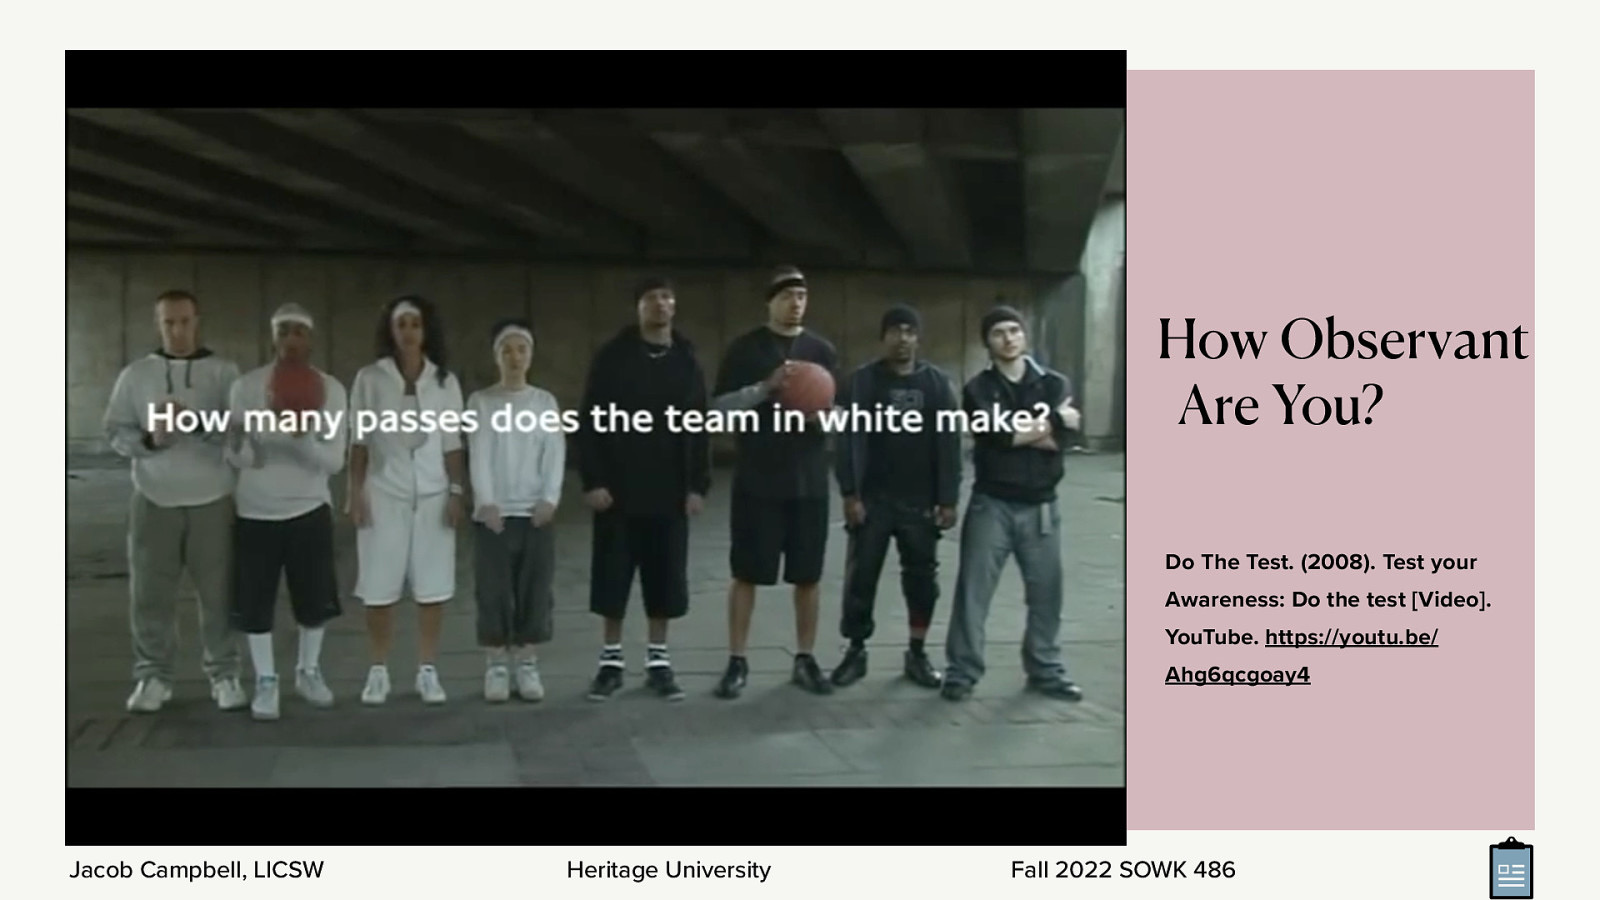 How many passes does the team in white make?
How Observant
Are You?
Do The Test. (2008). Test your
Awareness: Do the test [Video].
YouTube. https://youtu.be/
Ahg6qcgoay4
Jacob Campbell, LICSW
Heritage University
Fall 2022 SOWK 486